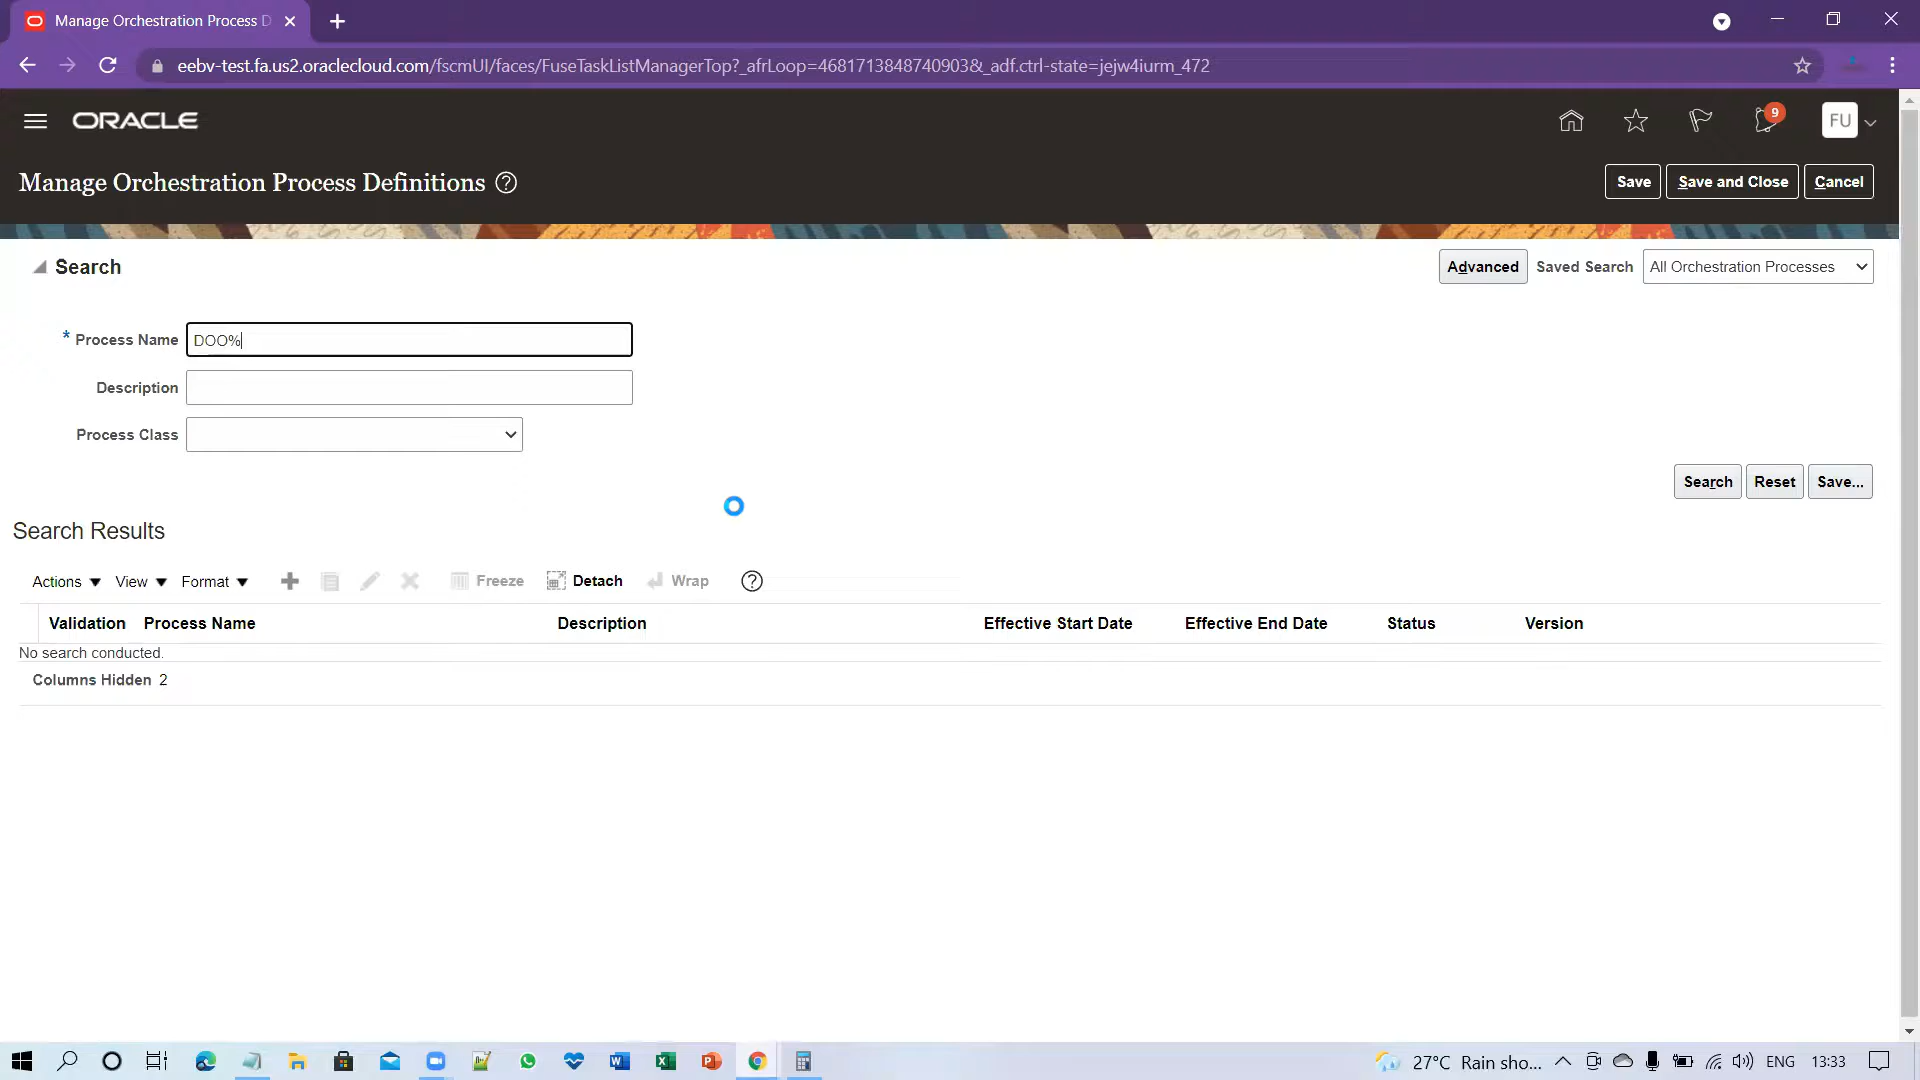 Manage Orchestration Process D
eebv-test.fa.us2.oraclecloud.com/fscmUI/faces/FuseTaskListManagerTop?_afrLoop=4681713848740903&_adf.ctrl-state=jejw4iurm_472
ORACLE
9
FU
Manage Orchestration Process Definitions
Save
Save and Close
Cancel
Search
Advanced
Saved Search
All Orchestration Processes
* Process Name
DOO%
Description
Process Class
Search
Reset
Save...
Search Results
Actions
View
Format
Freeze
Detach
Wrap
Validation
Process Name
Description
Effective Start Date
Effective End Date
Status
Version
No search conducted.
Columns Hidden 2
27°C Rain sho...
ENG
13:33